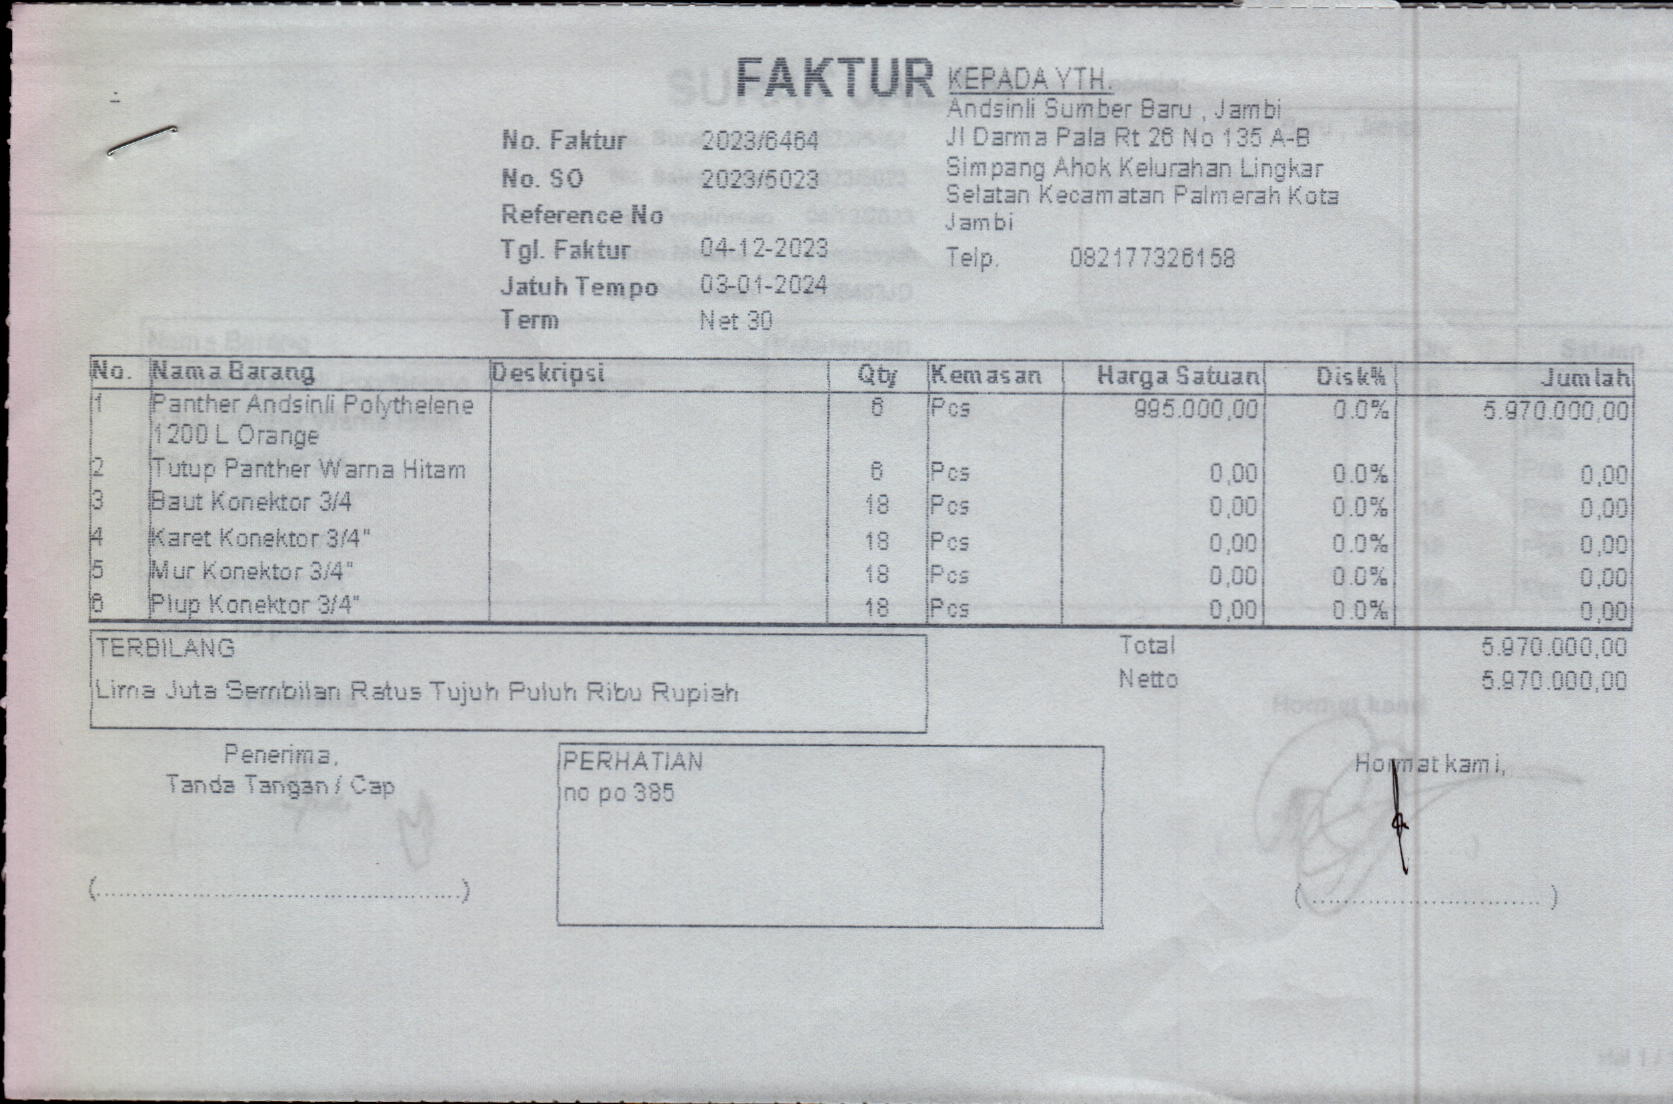 FAKTUR
KEPADA YTH.
Andsinli Sumber Baru , Jambi
Jl Darma Pala Rt 26 No 135 A-B
Simpang Ahok Kelurahan Lingkar
Selatan Kecamatan Palmerah Kota
Jambi
Telp. 082177326158
No. Faktur 2023/6464
No. SO 2023/5023
Reference No
Tgl. Faktur 04-12-2023
Jatuh Tempo 03-01-2024
Term Net 30
No. Nama Barang Deskripsi Qty Kemasan Harga Satuan Disk% Jumlah
1 Panther Andsinli Polythelene 6 Pcs 995.000,00 0.0% 5.970.000,00
1200 L Orange
2 Tutup Panther Warna Hitam 6 Pcs 0,00 0.0% 0,00
3 Baut Konektor 3/4 18 Pcs 0,00 0.0% 0,00
4 Karet Konektor 3/4" 18 Pcs 0,00 0.0% 0,00
5 Mur Konektor 3/4" 18 Pcs 0,00 0.0% 0,00
6 Plup Konektor 3/4" 18 Pcs 0,00 0.0% 0,00
TERBILANG
Lima Juta Sembilan Ratus Tujuh Puluh Ribu Rupiah
Total 5.970.000,00
Netto 5.970.000,00
Penerima,
Tanda Tangan / Cap
(..............................................)
PERHATIAN
no po 385
Hormat kami,
(............................. )